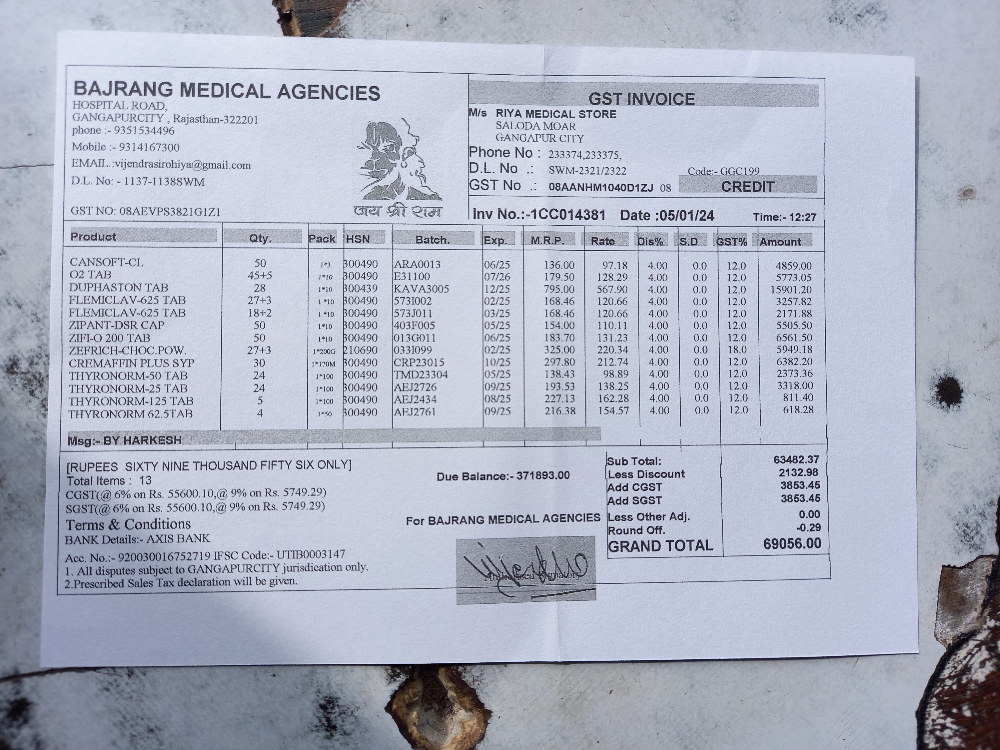 BAJRANG MEDICAL AGENCIES
HOSPITAL ROAD,
GANGAPURCITY , Rajasthan-322201
phone :- 9351534496
Mobile :- 9314167300
EMAIL :vijendrasirohiya@gmail.com
D.L. No: - 1137-1138SWM
GST NO: 08AEVPS3821G1Z1
जय श्री राम
GST INVOICE
M/s RIYA MEDICAL STORE
SALODA MOAR
GANGAPUR CITY
Phone No : 233374,233375,
D.L. No .: SWM-2321/2322 Code:- GGC199
GST No .: 08AANHM1040D1ZJ 08 CREDIT
Inv No.:-1CC014381 Date :05/01/24 Time:- 12:27
Product Qty. Pack HSN Batch. Exp. M.R.P. Rate Dis% S.D GST% Amount
CANSOFT-CL 50 1*3 300490 ARA0013 06/25 136.00 97.18 4.00 0.0 12.0 4859.00
O2 TAB 45+5 1*10 300490 E31100 07/26 179.50 128.29 4.00 0.0 12.0 5773.05
DUPHASTON TAB 28 1*10 300439 KAVA3005 12/25 795.00 567.90 4.00 0.0 12.0 15901.20
FLEMICLAV-625 TAB 27+3 1*10 300490 573I002 02/25 168.46 120.66 4.00 0.0 12.0 3257.82
FLEMICLAV-625 TAB 18+2 1*10 300490 573J011 03/25 168.46 120.66 4.00 0.0 12.0 2171.88
ZIPANT-DSR CAP 50 1*10 300490 403F005 05/25 154.00 110.11 4.00 0.0 12.0 5505.50
ZIFI-O 200 TAB 50 1*10 300490 013G011 06/25 183.70 131.23 4.00 0.0 12.0 6561.50
ZEFRICH-CHOC.POW. 27+3 1*200G 210690 033I099 02/25 325.00 220.34 4.00 0.0 18.0 5949.18
CREMAFFIN PLUS SYP 30 1*170M 300490 CRP23015 10/25 297.80 212.74 4.00 0.0 12.0 6382.20
THYRONORM-50 TAB 24 1*100 300490 TMD23304 05/25 138.43 98.89 4.00 0.0 12.0 2373.36
THYRONORM-25 TAB 24 1*100 300490 AEJ2726 09/25 193.53 138.25 4.00 0.0 12.0 3318.00
THYRONORM-125 TAB 5 1*100 300490 AEJ2434 08/25 227.13 162.28 4.00 0.0 12.0 811.40
THYRONORM 62.5TAB 4 1*50 300490 AEJ2761 09/25 216.38 154.57 4.00 0.0 12.0 618.28
Msg:- BY HARKESH
[RUPEES SIXTY NINE THOUSAND FIFTY SIX ONLY]
Total Items : 13
Due Balance:- 371893.00
CGST(@ 6% on Rs. 55600.10,@ 9% on Rs. 5749.29)
SGST(@ 6% on Rs. 55600.10,@ 9% on Rs. 5749.29)
Terms & Conditions
BANK Details:- AXIS BANK
Acc. No.:- 920030016752719 IFSC Code:- UTIB0003147
1. All disputes subject to GANGAPURCITY jurisdication only.
2.Prescribed Sales Tax declaration will be given.
For BAJRANG MEDICAL AGENCIES
Sub Total: 63482.37
Less Discount 2132.98
Add CGST 3853.45
Add SGST 3853.45
Less Other Adj. 0.00
Round Off. -0.29
GRAND TOTAL 69056.00